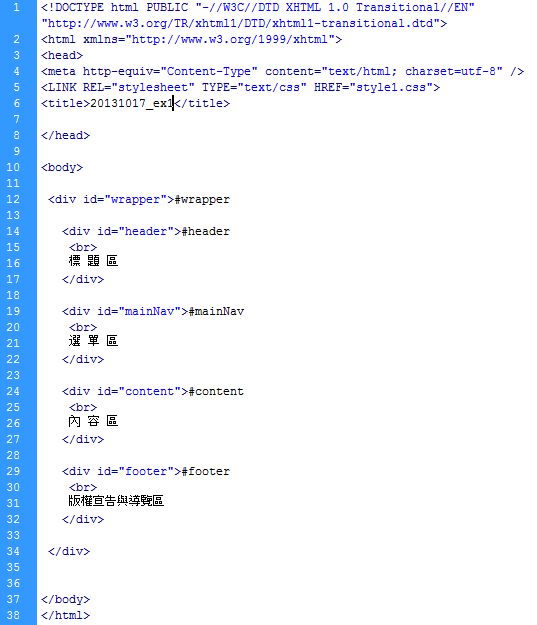 1 <!DOCTYPE html PUBLIC "-//W3C//DTD XHTML 1.0 Transitional//EN"
"http://www.w3.org/TR/xhtml1/DTD/xhtml1-transitional.dtd">
2 <html xmlns="http://www.w3.org/1999/xhtml">
3 <head>
4 <meta http-equiv="Content-Type" content="text/html; charset=utf-8" />
5 <LINK REL="stylesheet" TYPE="text/css" HREF="style1.css">
6 <title>20131017_ex1</title>
7
8 </head>
9
10 <body>
11
12 <div id="wrapper">#wrapper
13
14 <div id="header">#header
15 <br>
16 標 題 區
17 </div>
18
19 <div id="mainNav">#mainNav
20 <br>
21 選 單 區
22 </div>
23
24 <div id="content">#content
25 <br>
26 內 容 區
27 </div>
28
29 <div id="footer">#footer
30 <br>
31 版權宣告與導覽區
32 </div>
33
34 </div>
35
36
37 </body>
38 </html>